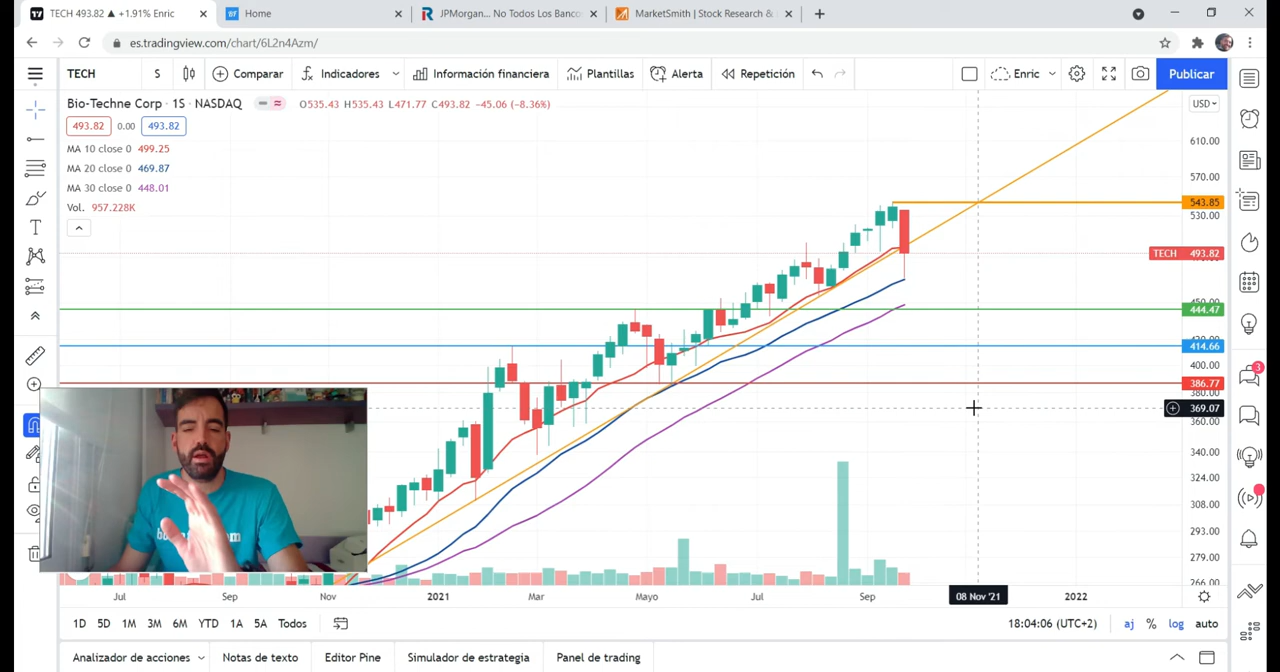 TECH 493.82 ▲ +1.91% Enric
Home
JPMorgan... No Todos Los Banco
MarketSmith | Stock Research &
es.tradingview.com/chart/6L2n4Azm/
TECH S Comparar Indicadores Información financiera Plantillas Alerta Repetición Enric Publicar
Bio-Techne Corp · 1S · NASDAQ O535.43 H535.43 L471.77 C493.82 -45.06 (-8.36%)
USD
493.82 0.00 493.82
MA 10 close 0 499.25
MA 20 close 0 469.87
MA 30 close 0 448.01
Vol. 957.228K
610.00
570.00
543.85
530.00
TECH 493.82
450.00
444.47
414.66
400.00
386.77
380.00
369.07
360.00
340.00
324.00
308.00
293.00
279.00
266.00
3
Jul Sep Nov 2021 Mar Mayo Jul Sep 08 Nov '21 2022
1D 5D 1M 3M 6M YTD 1A 5A Todos 18:04:06 (UTC+2) aj % log auto
Analizador de acciones Notas de texto Editor Pine Simulador de estrategia Panel de trading